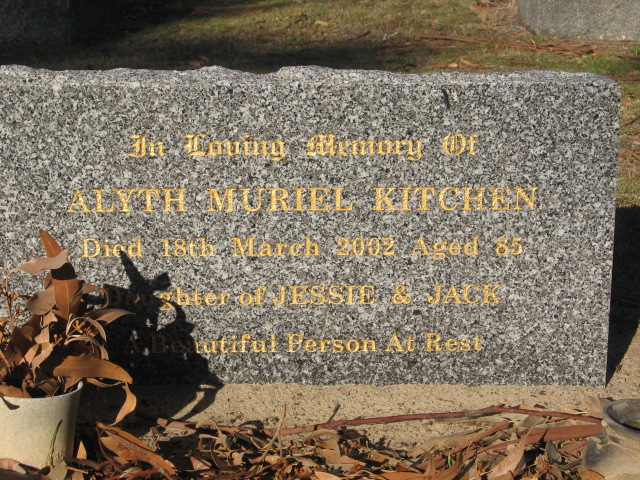 In Loving Memory Of
ALYTH MURIEL KITCHEN
Died 18th March 2002 Aged 85
Daughter of JESSIE & JACK
A Beautiful Person At Rest